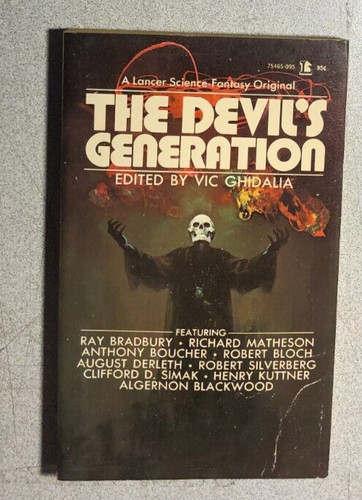 75465-095 95¢
A Lancer Science-Fantasy Original
THE DEVIL'S
GENERATION
EDITED BY VIC GHIDALIA
FEATURING
RAY BRADBURY • RICHARD MATHESON
ANTHONY BOUCHER • ROBERT BLOCH
AUGUST DERLETH • ROBERT SILVERBERG
CLIFFORD D. SIMAK • HENRY KUTTNER
ALGERNON BLACKWOOD